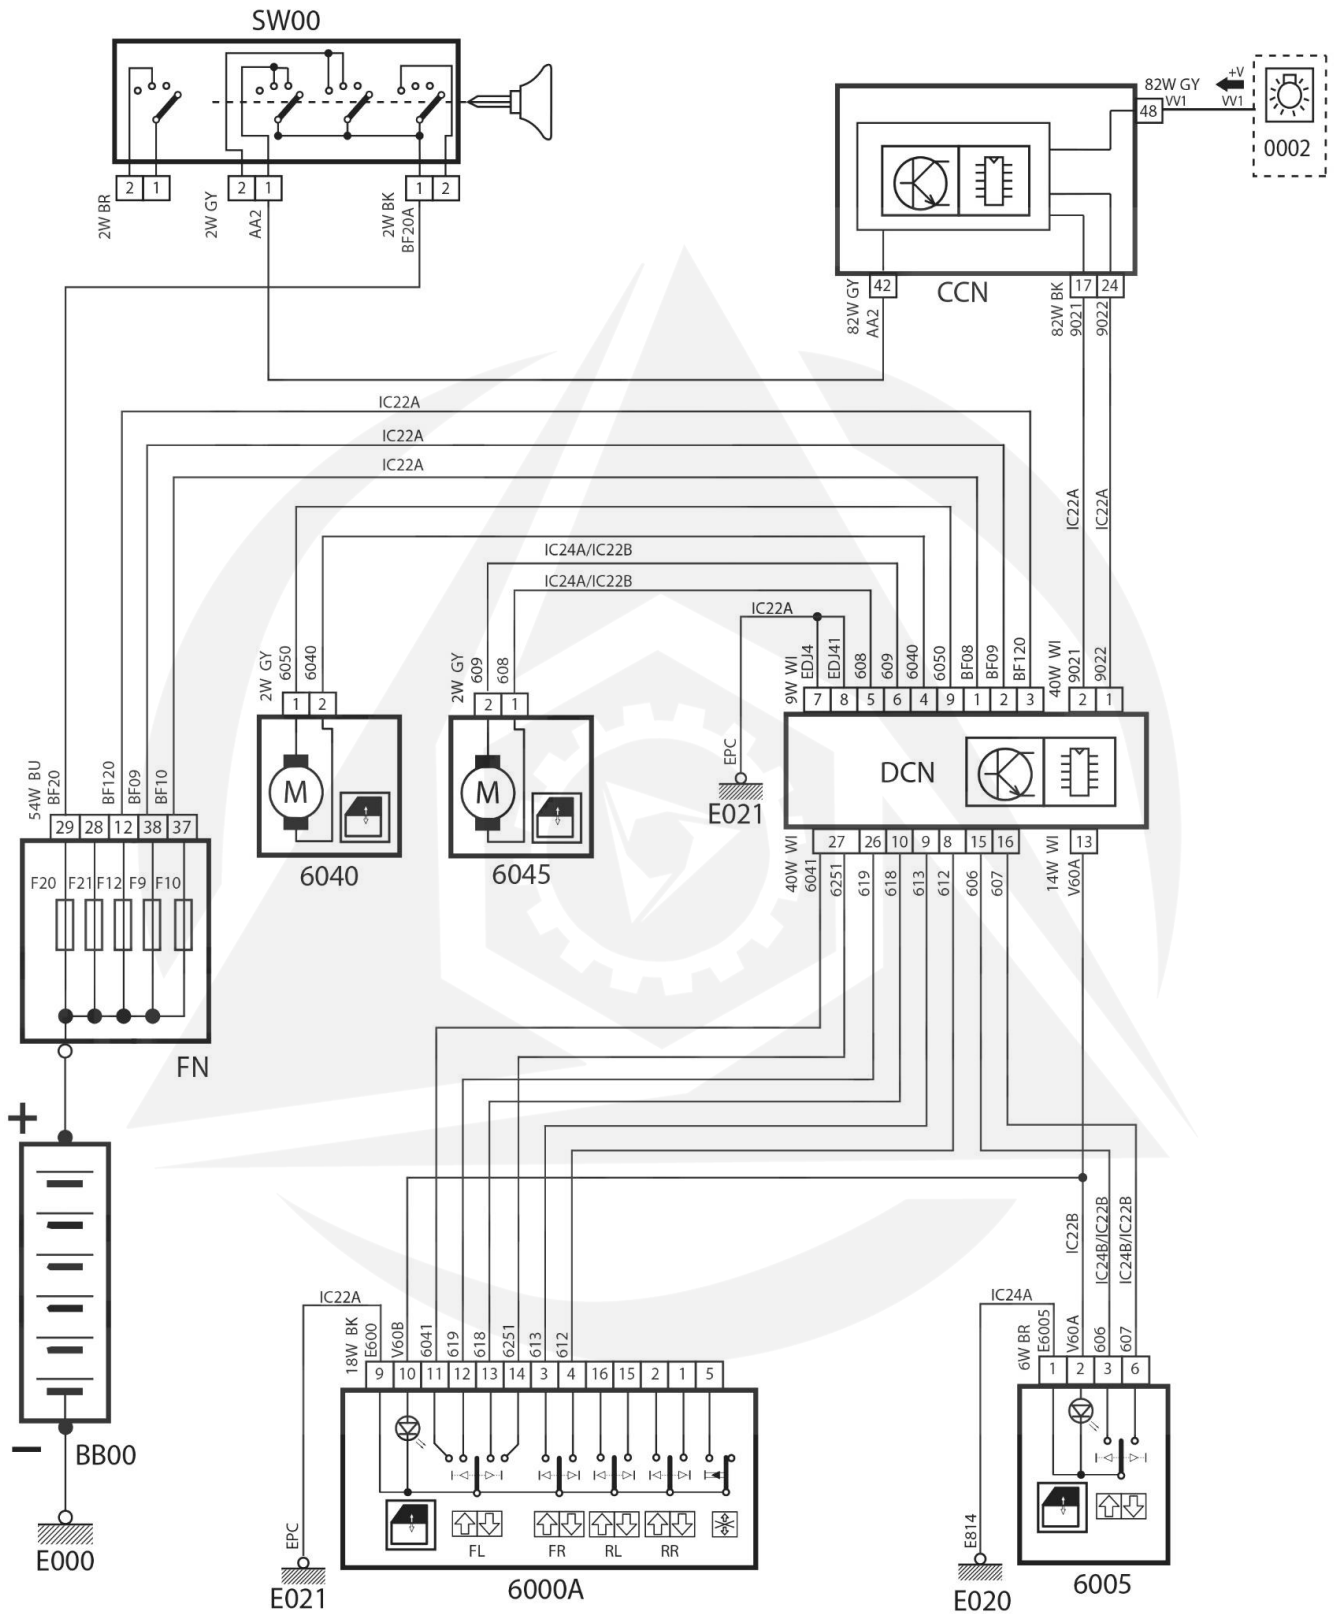 SW00
2 1
2 1
1 2
2W BR
2W GY
AA2
2W BK
BF20A
82W GY
+V
VV1
VV1
48
0002
42
17 24
CCN
82W GY
AA2
82W BK
9021
9022
IC22A
IC22A
IC22A
IC22A
IC22A
IC24A/IC22B
IC24A/IC22B
IC22A
2W GY
6050
6040
2W GY
609
608
9W WI
EDJ4
EDJ41
608
609
6040
6050
BF08
BF09
BF120
40W WI
9021
9022
1 2
2 1
7 8 5 6 4 9 1 2 3
2 1
M
6040
M
6045
EPC
E021
DCN
54W BU
BF20
BF120
BF09
BF10
29 28 12 38 37
F20 F21 F12 F9 F10
FN
27 26 10 9 8 15 16
13
40W WI
6041
6251
619
618
613
612
606
607
14W WI
V60A
+
−
BB00
E000
IC22B
IC24B/IC22B
IC24B/IC22B
IC22A
18W BK
E600
V60B
6041
619
618
6251
613
612
9 10 11 12 13 14 3 4 16 15 2 1 5
FL FR RL RR
6000A
EPC
E021
IC24A
6W BR
E6005
V60A
606
607
1 2 3 6
6005
E814
E020